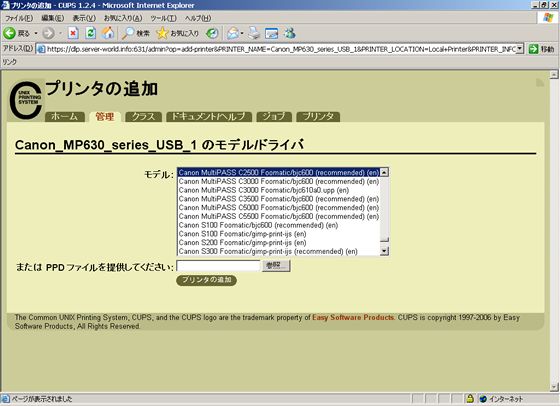 プリンタの追加 - CUPS 1.2.4 - Microsoft Internet Explorer
ファイル(F) 編集(E) 表示(V) お気に入り(A) ツール(T) ヘルプ(H)
戻る 検索 お気に入り
アドレス(D) https://dlp.server-world.info:631/admin?op=add-printer&PRINTER_NAME=Canon_MP630_series_USB_1&PRINTER_LOCATION=Local+Printer&PRINTER_INFO 移動
リンク
UNIX PRINTING SYSTEM
プリンタの追加
ホーム 管理 クラス ドキュメント/ヘルプ ジョブ プリンタ
Canon_MP630_series_USB_1 のモデル/ドライバ
モデル:
Canon MultiPASS C2500 Foomatic/bjc600 (recommended) (en)
Canon MultiPASS C3000 Foomatic/bjc600 (recommended) (en)
Canon MultiPASS C3000 Foomatic/bjc610a0.upp (en)
Canon MultiPASS C3500 Foomatic/bjc600 (recommended) (en)
Canon MultiPASS C5000 Foomatic/bjc600 (recommended) (en)
Canon MultiPASS C5500 Foomatic/bjc600 (recommended) (en)
Canon S100 Foomatic/bjc600 (recommended) (en)
Canon S100 Foomatic/gimp-print-ijs (en)
Canon S200 Foomatic/gimp-print-ijs (en)
Canon S300 Foomatic/gimp-print-ijs (recommended) (en)
または PPD ファイルを提供してください: 参照...
プリンタの追加
The Common UNIX Printing System, CUPS, and the CUPS logo are the trademark property of Easy Software Products. CUPS is copyright 1997-2006 by Easy
Software Products, All Rights Reserved.
ページが表示されました インターネット